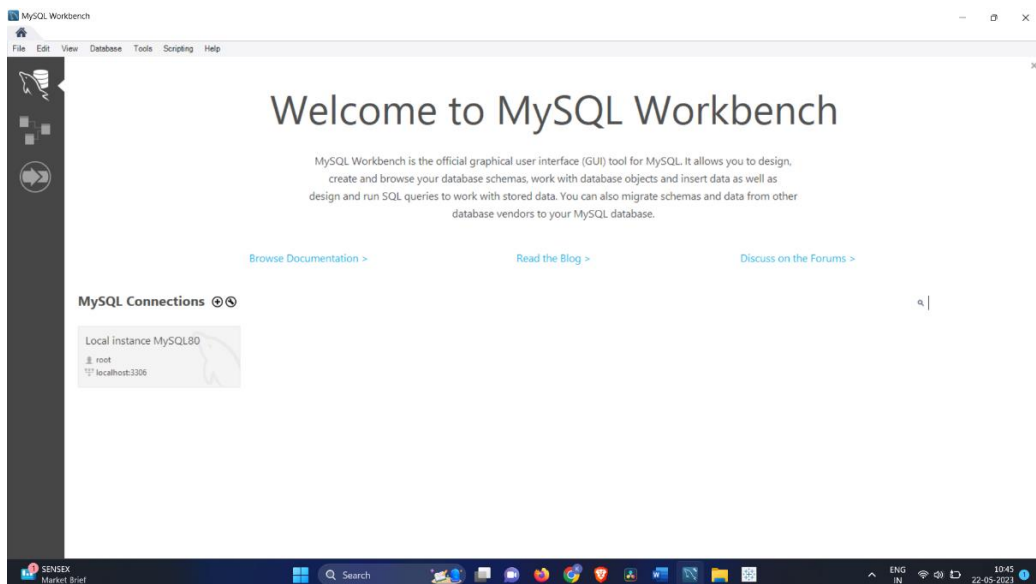 MySQL Workbench
File Edit View Database Tools Scripting Help
Welcome to MySQL Workbench
MySQL Workbench is the official graphical user interface (GUI) tool for MySQL. It allows you to design,
create and browse your database schemas, work with database objects and insert data as well as
design and run SQL queries to work with stored data. You can also migrate schemas and data from other
database vendors to your MySQL database.
Browse Documentation > Read the Blog > Discuss on the Forums >
MySQL Connections
Local instance MySQL80
root
localhost:3306
1
SENSEX
Market Brief
Search
ENG
IN
10:45
22-05-2023